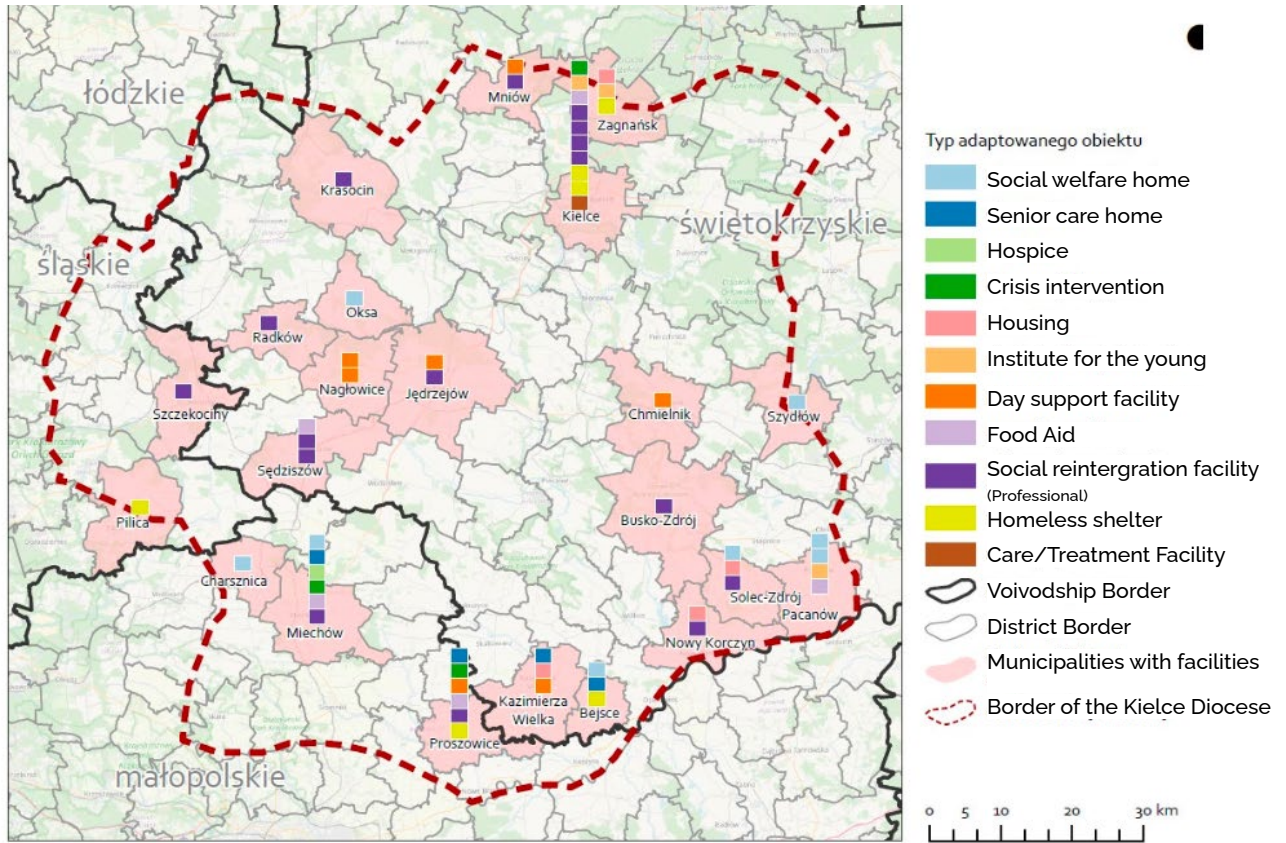 łódzkie
Mniów
Zagnańsk
Krasocin
Kielce
świętokrzyskie
śląskie
Oksa
Radków
Nagłowice
Jędrzejów
Szczekociny
Chmielnik
Szydłów
Sędziszów
Pilica
Busko-Zdrój
Charsznica
Miechów
Solec-Zdrój
Pacanów
Nowy Korczyn
Kazimierza
Wielka
Bejsce
Proszowice
małopolskie
Typ adaptowanego obiektu
Social welfare home
Senior care home
Hospice
Crisis intervention
Housing
Institute for the young
Day support facility
Food Aid
Social reintergration facility
(Professional)
Homeless shelter
Care/Treatment Facility
Voivodship Border
District Border
Municipalities with facilities
Border of the Kielce Diocese
0 5 10 20 30 km